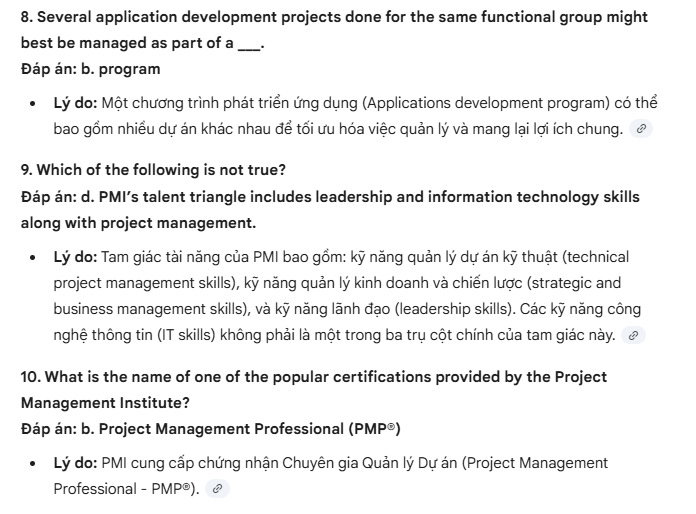 8. Several application development projects done for the same functional group might
best be managed as part of a ___.
Đáp án: b. program
• Lý do: Một chương trình phát triển ứng dụng (Applications development program) có thể
bao gồm nhiều dự án khác nhau để tối ưu hóa việc quản lý và mang lại lợi ích chung.
9. Which of the following is not true?
Đáp án: d. PMI’s talent triangle includes leadership and information technology skills
along with project management.
• Lý do: Tam giác tài năng của PMI bao gồm: kỹ năng quản lý dự án kỹ thuật (technical
project management skills), kỹ năng quản lý kinh doanh và chiến lược (strategic and
business management skills), và kỹ năng lãnh đạo (leadership skills). Các kỹ năng công
nghệ thông tin (IT skills) không phải là một trong ba trụ cột chính của tam giác này.
10. What is the name of one of the popular certifications provided by the Project
Management Institute?
Đáp án: b. Project Management Professional (PMP®)
• Lý do: PMI cung cấp chứng nhận Chuyên gia Quản lý Dự án (Project Management
Professional - PMP®).